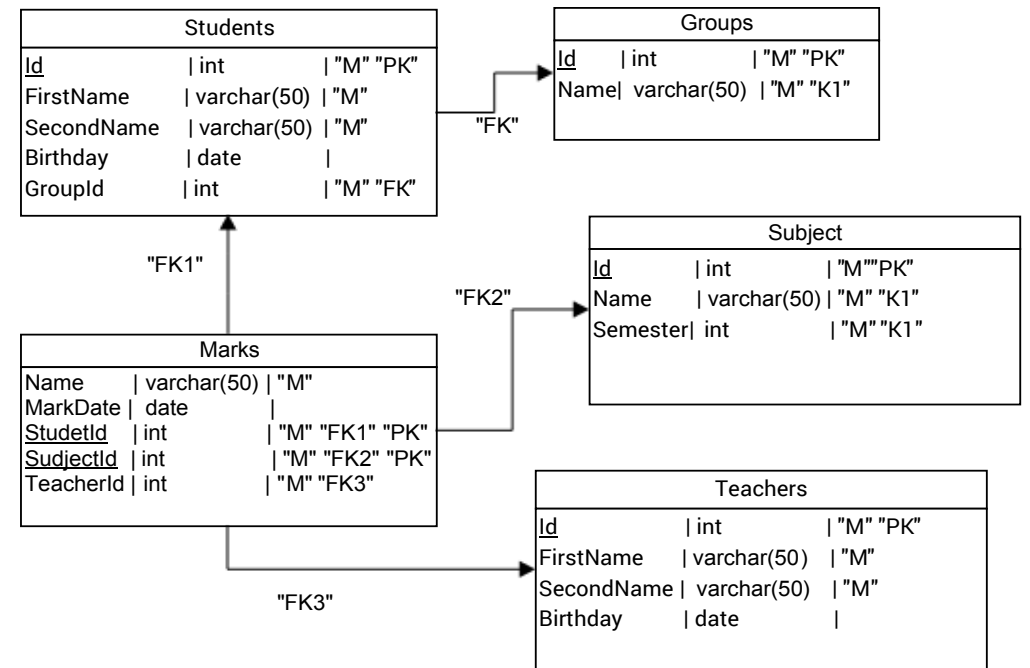 Students
Id | int | "M" "PK"
FirstName | varchar(50) | "M"
SecondName | varchar(50) | "M"
Birthday | date |
GroupId | int | "M" "FK"
"FK"
Groups
Id | int | "M" "PK"
Name| varchar(50) | "M" "K1"
"FK1"
"FK2"
Subject
Id | int | "M""PK"
Name | varchar(50) | "M" "K1"
Semester| int | "M" "K1"
Marks
Name | varchar(50) | "M"
MarkDate | date |
StudetId | int | "M" "FK1" "PK"
SudjectId | int | "M" "FK2" "PK"
TeacherId | int | "M" "FK3"
"FK3"
Teachers
Id | int | "M" "PK"
FirstName | varchar(50) | "M"
SecondName | varchar(50) | "M"
Birthday | date |